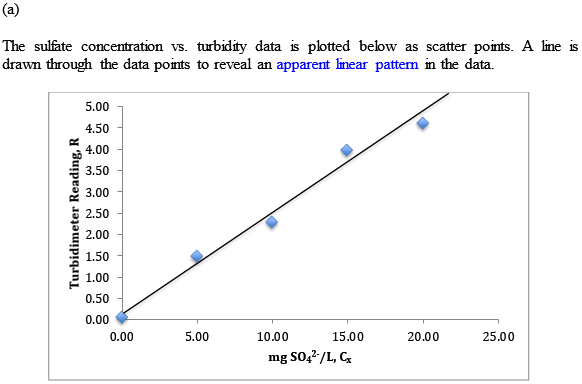 (a)
The sulfate concentration vs. turbidity data is plotted below as scatter points. A line is
drawn through the data points to reveal an apparent linear pattern in the data.
5.00
4.50
4.00
3.50
3.00
2.50
2.00
1.50
1.00
0.50
0.00
Turbidimeter Reading, R
0.00 5.00 10.00 15.00 20.00 25.00
mg SO₄²⁻/L, Cₓ